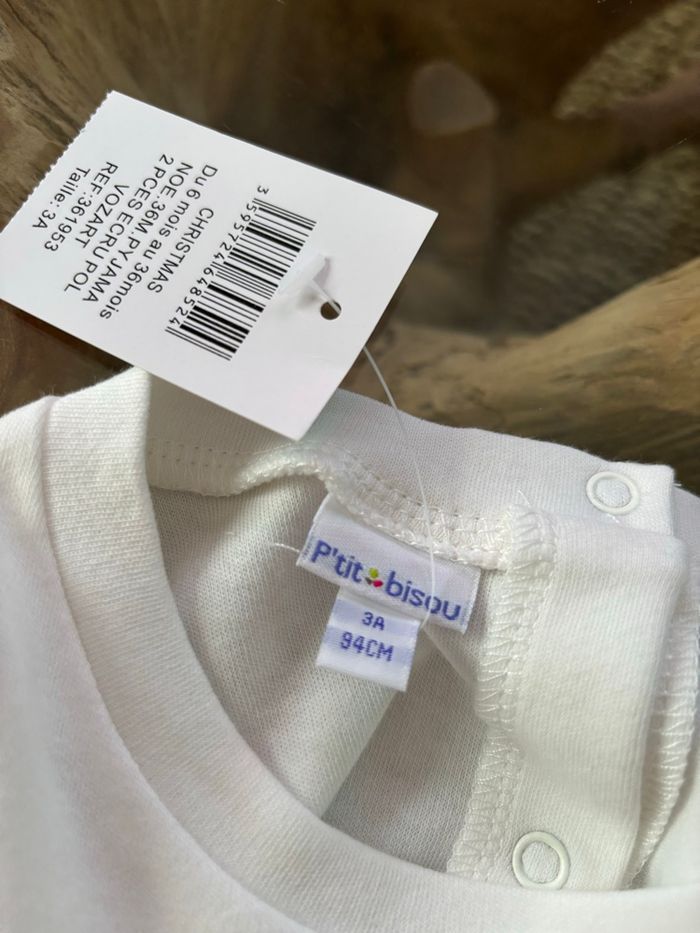 CHRISTMAS
Du 6 mois au 36mois
NOE .36M.PYJAMA
2 PCES ECRU POL
VOZART
REF:361953
Taille:3A
3 595724 648524
P'tit bisou
3A
94CM